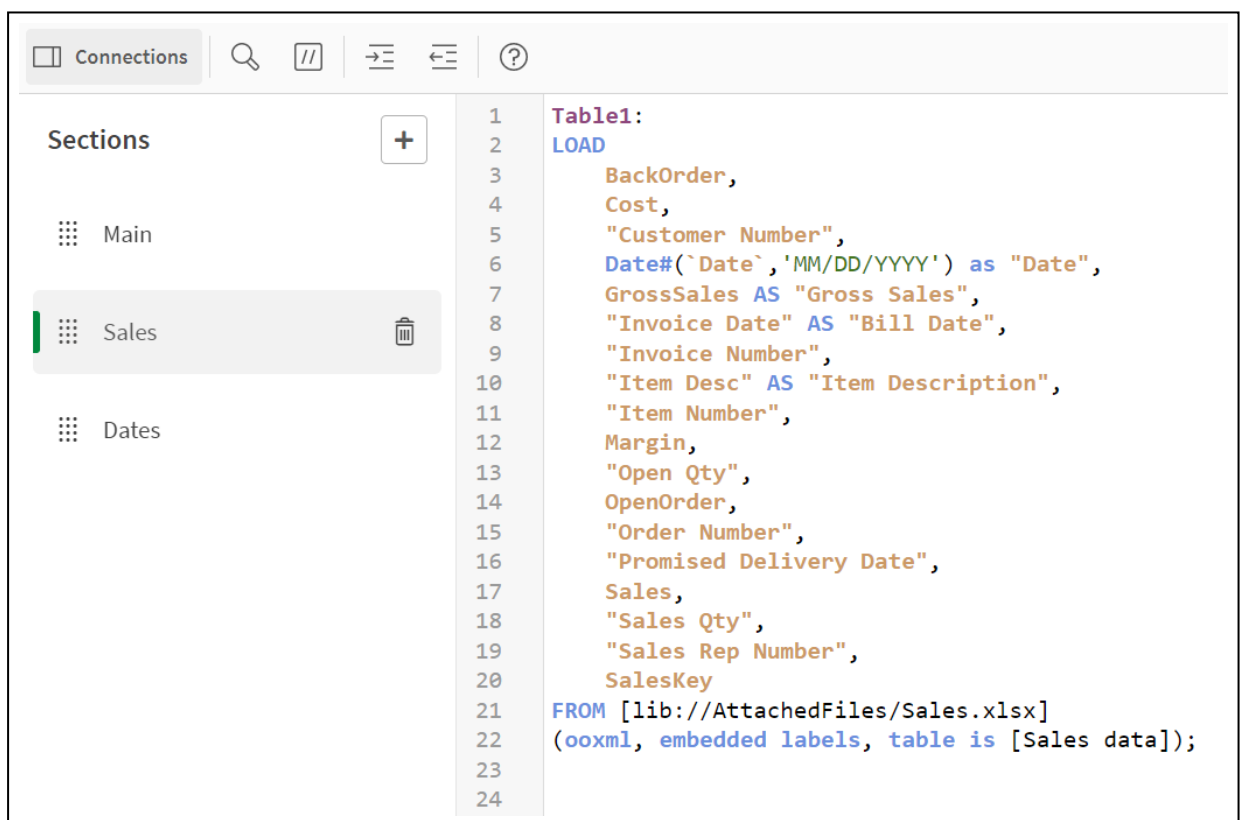 Connections
//
?
Sections
+
Main
Sales
Dates
1 Table1:
2 LOAD
3 BackOrder,
4 Cost,
5 "Customer Number",
6 Date#(`Date`,'MM/DD/YYYY') as "Date",
7 GrossSales AS "Gross Sales",
8 "Invoice Date" AS "Bill Date",
9 "Invoice Number",
10 "Item Desc" AS "Item Description",
11 "Item Number",
12 Margin,
13 "Open Qty",
14 OpenOrder,
15 "Order Number",
16 "Promised Delivery Date",
17 Sales,
18 "Sales Qty",
19 "Sales Rep Number",
20 SalesKey
21 FROM [lib://AttachedFiles/Sales.xlsx]
22 (ooxml, embedded labels, table is [Sales data]);
23
24